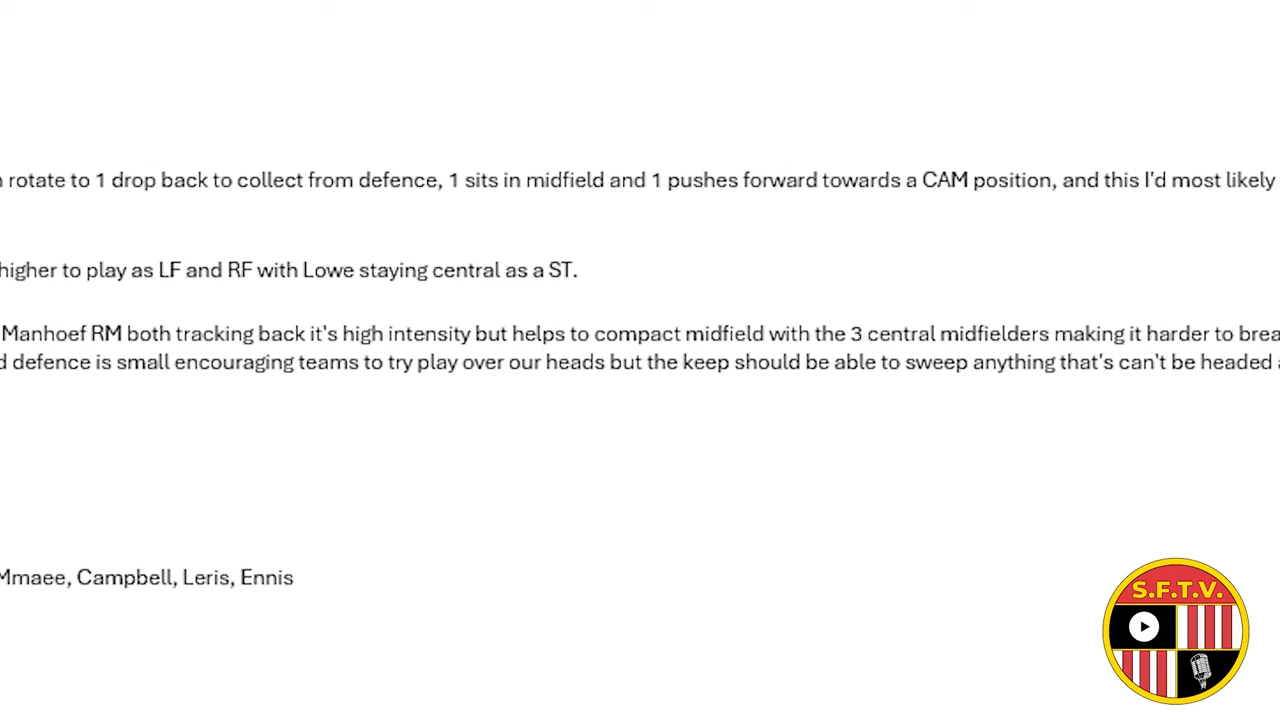 rotate to 1 drop back to collect from defence, 1 sits in midfield and 1 pushes forward towards a CAM position, and this I'd most likely
higher to play as LF and RF with Lowe staying central as a ST.
Manhoef RM both tracking back it's high intensity but helps to compact midfield with the 3 central midfielders making it harder to
defence is small encouraging teams to try play over our heads but the keep should be able to sweep anything that's can't be headed
Mmaee, Campbell, Leris, Ennis
S.F.T.V.